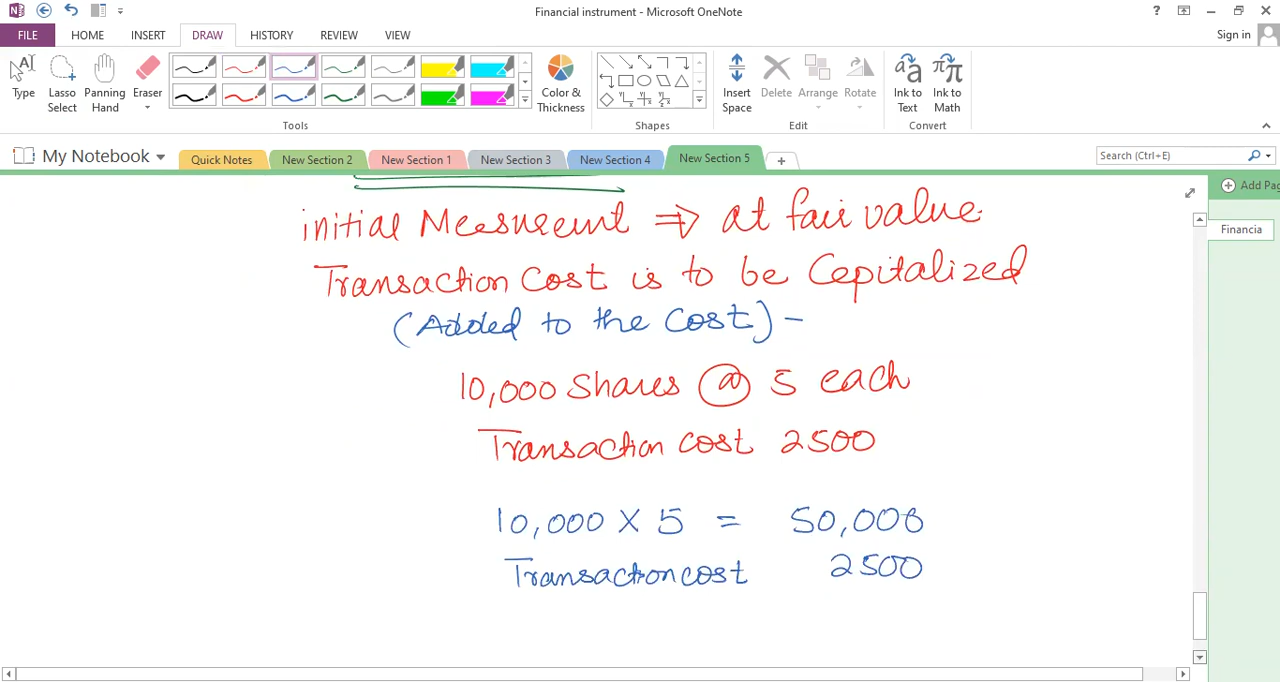 Financial instrument - Microsoft OneNote
?
Sign in
FILE HOME INSERT DRAW HISTORY REVIEW VIEW
Type
Lasso Select
Panning Hand
Eraser
Color & Thickness
Insert Space
Delete
Arrange
Rotate
Ink to Text
Ink to Math
Tools
Shapes
Edit
Convert
My Notebook
Quick Notes
New Section 2
New Section 1
New Section 3
New Section 4
New Section 5
Search (Ctrl+E)
Add Pag
Financia
initial Measurement ⇒ at fair value
Transaction Cost is to be Cepitalized
(Added to the Cost) -
10,000 Shares @ 5 each
Transaction cost 2500
10,000 X 5 = 50,000
Transaction cost 2500